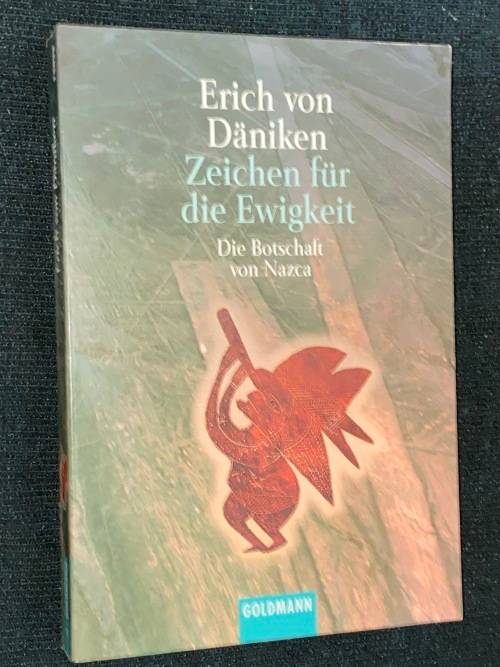 Erich von
Däniken
Zeichen für
die Ewigkeit
Die Botschaft
von Nazca
GOLDMANN